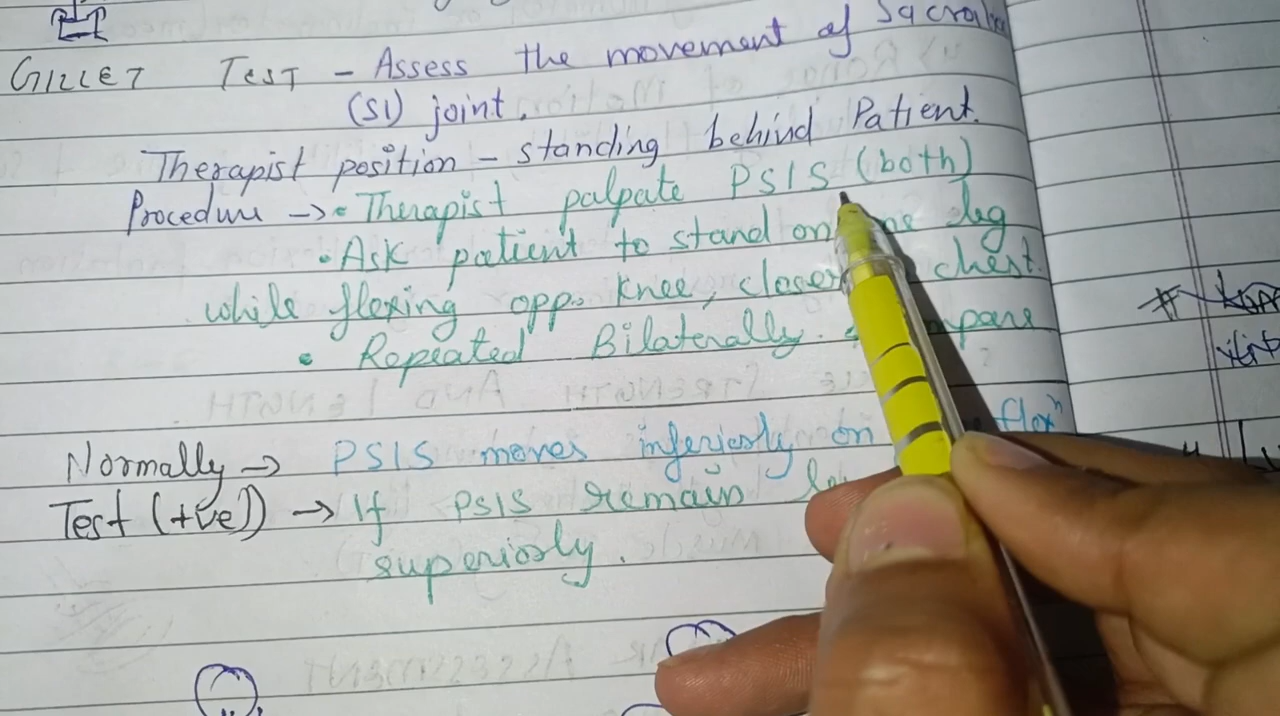 GILLET TEST - Assess the movement of
(SI) joint.
Therapist position - standing behind Patient.
Procedure -> • Therapist palpate PSIS (both)
• Ask patient to stand on leg
while flexing opp. knee, closer chest.
• Repeated Bilaterally.
Normally -> PSIS moves inferiorly on flexn
Test (+ve)) -> If PSIS remain
superiorly.